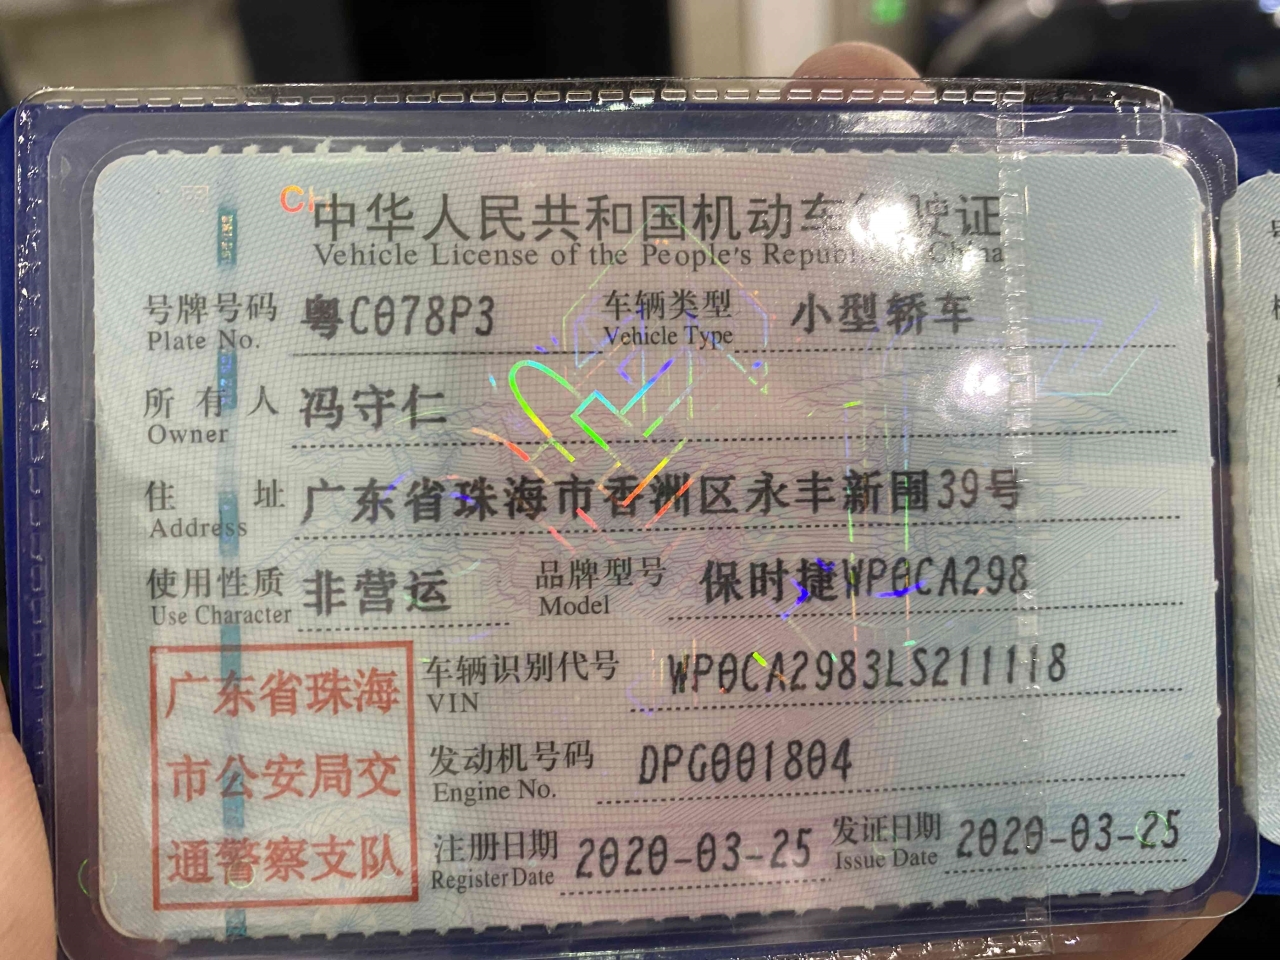 中华人民共和国机动车行驶证
Vehicle License of the People's Republic of China
号牌号码 粤C078P3 车辆类型 小型轿车
Plate No. Vehicle Type
所有人 冯守仁
Owner
住址 广东省珠海市香洲区永丰新围39号
Address
使用性质 非营运 品牌型号 保时捷WP0CA298
Use Character Model
广东省珠海
市公安局交
通警察支队
车辆识别代号 WP0CA2983LS211118
VIN
发动机号码 DPG001804
Engine No.
注册日期 2020-03-25 发证日期 2020-03-25
Register Date Issue Date